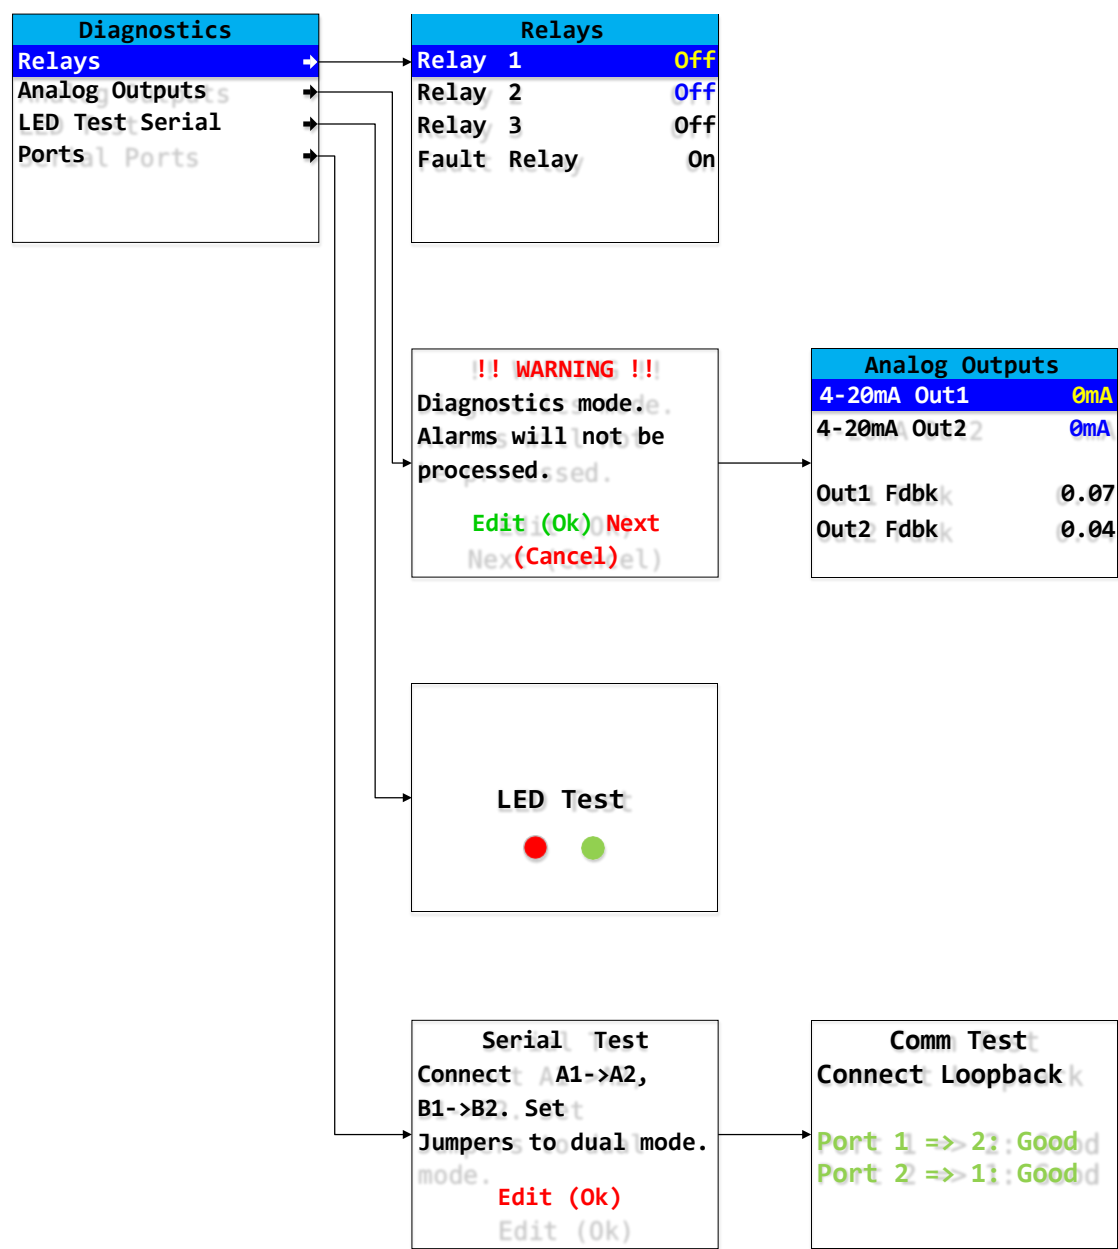 Diagnostics
Relays
Analog Outputs
LED Test Serial
Ports
Relays
Relay 1 Off
Relay 2 Off
Relay 3 Off
Fault Relay On
!! WARNING !!
Diagnostics mode.
Alarms will not be
processed.
Edit (Ok) Next
(Cancel)
Analog Outputs
4-20mA Out1 0mA
4-20mA Out2 0mA
Out1 Fdbk 0.07
Out2 Fdbk 0.04
LED Test
Serial Test
Connect A1->A2,
B1->B2. Set
Jumpers to dual mode.
Edit (Ok)
Comm Test
Connect Loopback
Port 1 => 2: Good
Port 2 => 1: Good